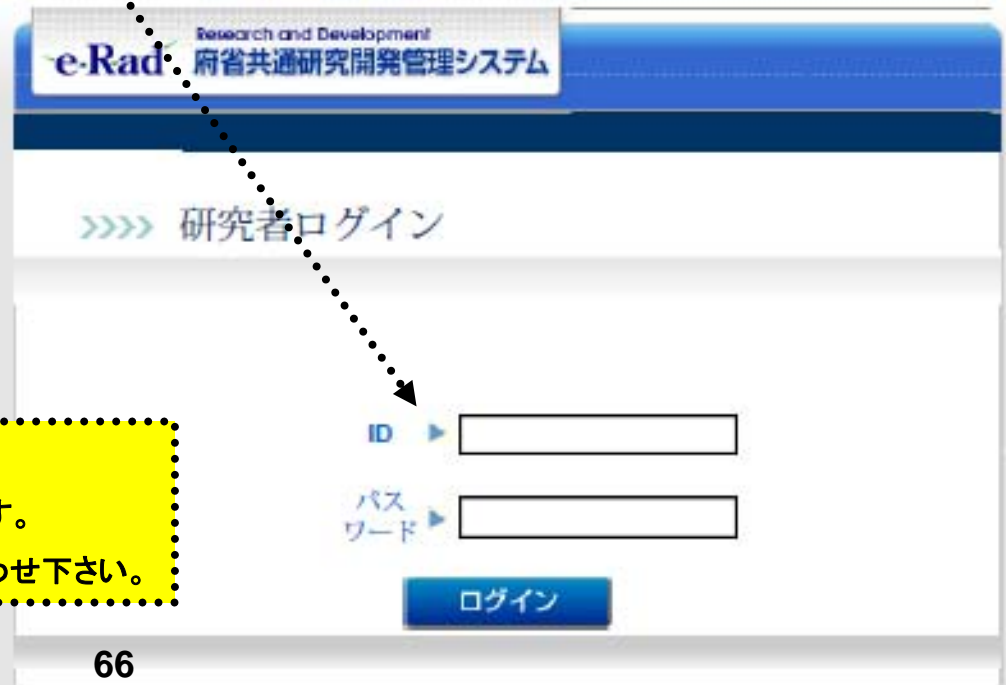 Research and Development
e-Rad 府省共通研究開発管理システム
>>>> 研究者ログイン
ID
パス
ワード
す。
わせ下さい。
ログイン
66